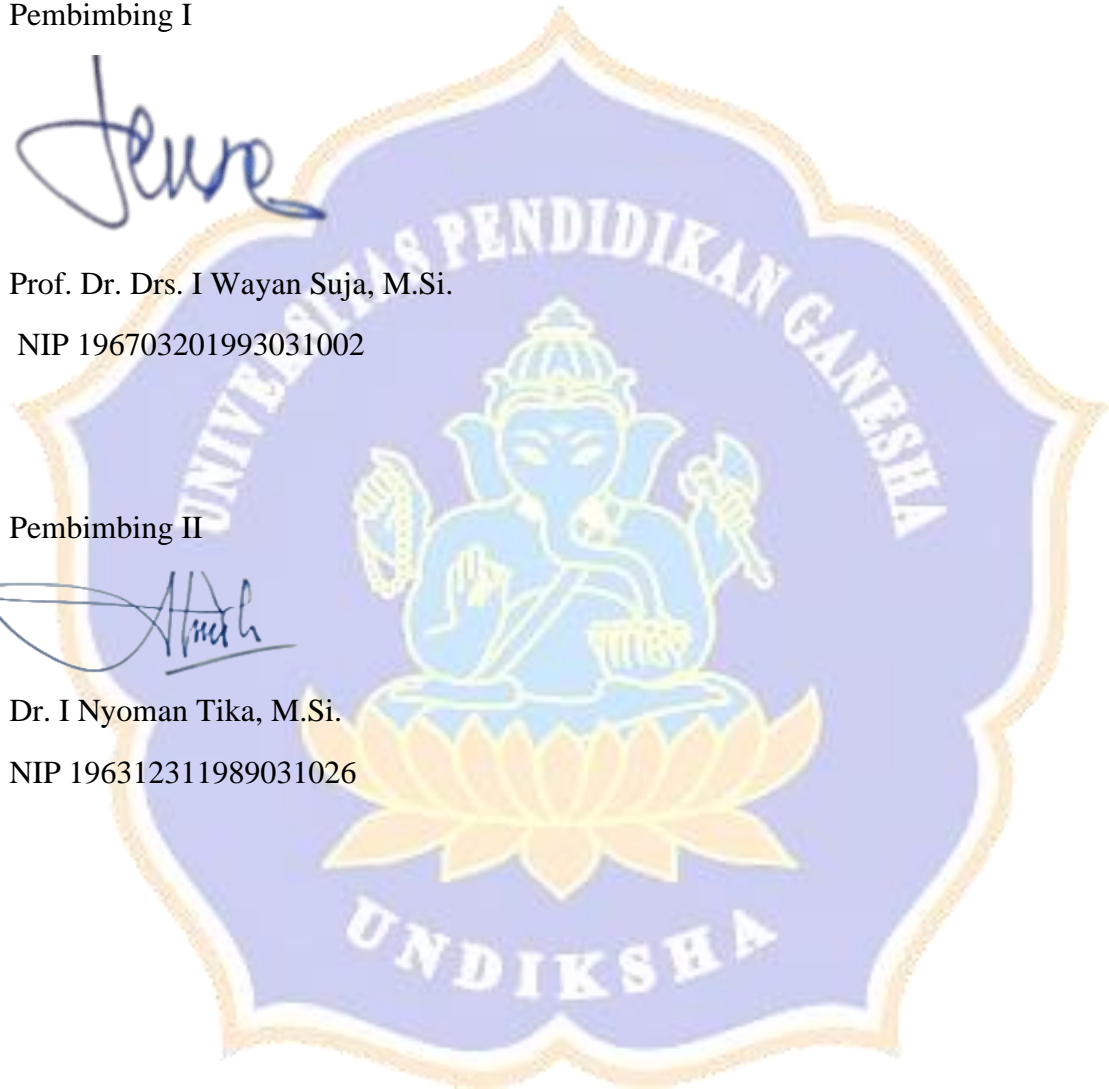 Pembimbing I
Prof. Dr. Drs. I Wayan Suja, M.Si.
NIP 196703201993031002
Pembimbing II
Dr. I Nyoman Tika, M.Si.
NIP 196312311989031026
UNIVERSITAS PENDIDIKAN GANESHA
UNDIKSHA